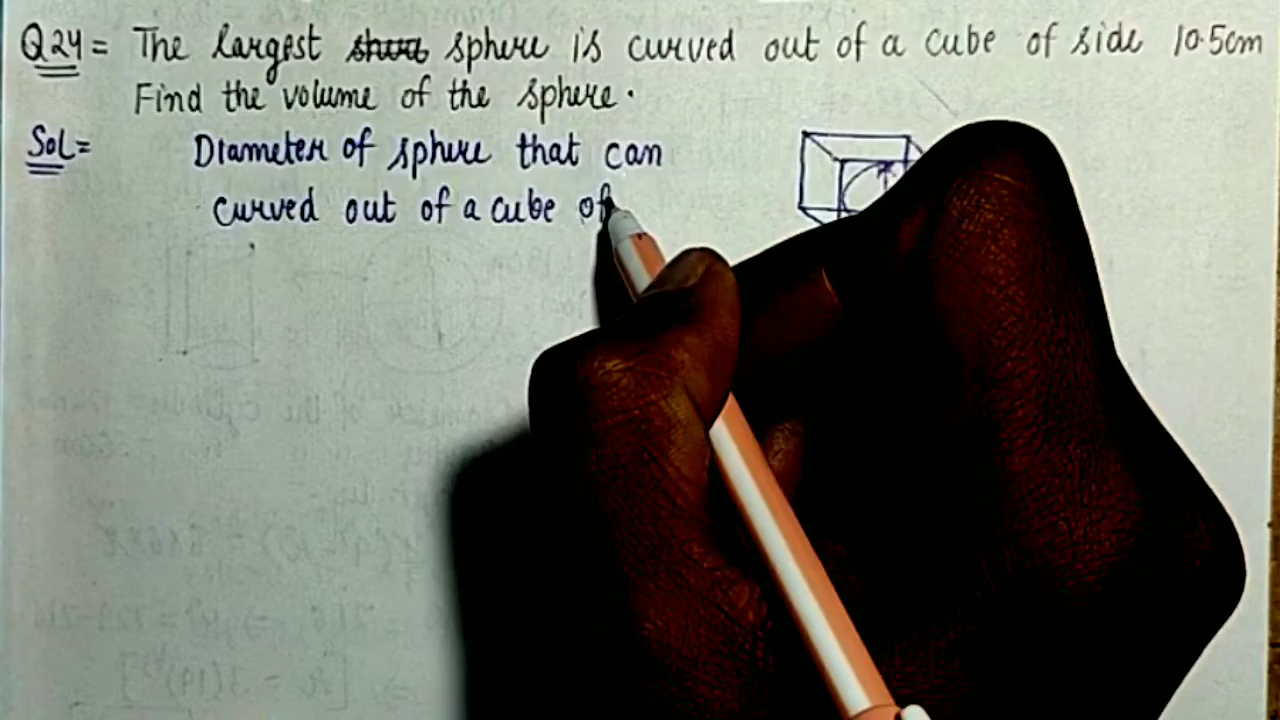 Q24= The largest sphere is curved out of a cube of side 10.5cm
Find the volume of the sphere.
Sol= Diameter of sphere that can
curved out of a cube of